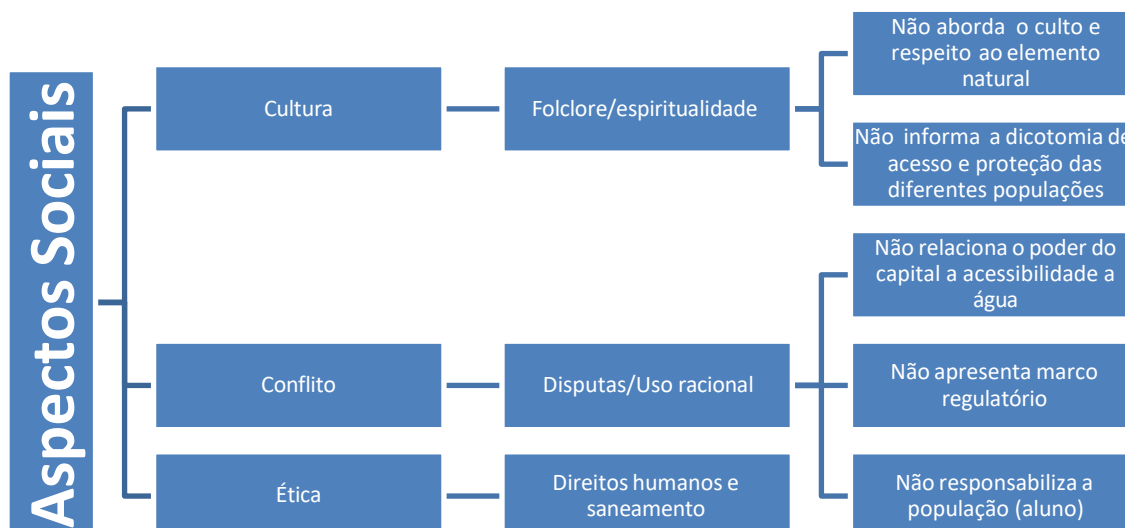 Aspectos Sociais
Cultura
Folclore/espiritualidade
Não aborda o culto e
respeito ao elemento
natural
Não informa a dicotomia de
acesso e proteção das
diferentes populações
Conflito
Disputas/Uso racional
Não relaciona o poder do
capital a acessibilidade a
água
Não apresenta marco
regulatório
Não responsabiliza a
população (aluno)
Ética
Direitos humanos e
saneamento